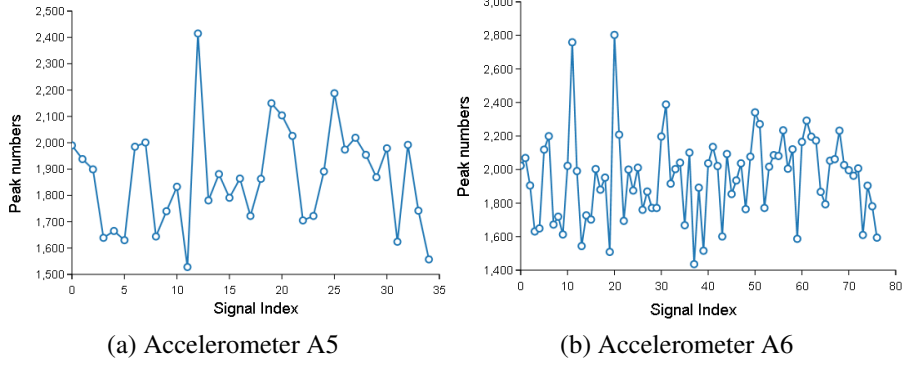 2,500
2,400
2,300
2,200
2,100
2,000
1,900
1,800
1,700
1,600
1,500
Peak numbers
0 5 10 15 20 25 30 35
Signal Index
(a) Accelerometer A5
3,000
2,800
2,600
2,400
2,200
2,000
1,800
1,600
1,400
Peak numbers
0 10 20 30 40 50 60 70 80
Signal Index
(b) Accelerometer A6